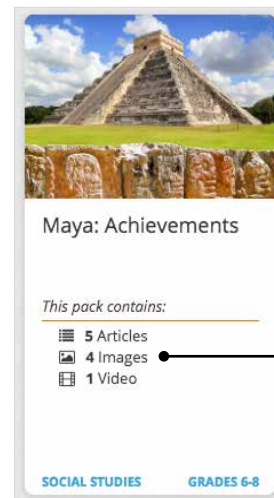 Maya: Achievements
This pack contains:
5 Articles
4 Images
1 Video
SOCIAL STUDIES GRADES 6-8